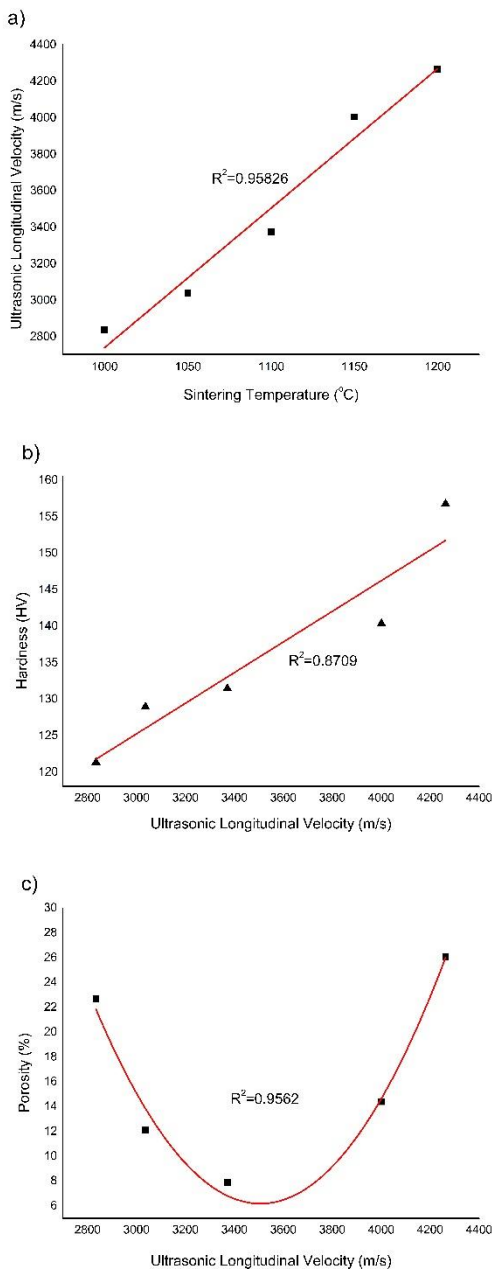 a)
Ultrasonic Longitudinal Velocity
(m/s)
4400
4200
4000
3800
3600
3400
3200
3000
2800
R²=0.95826
1000 1050 1100 1150 1200
Sintering Temperature (°C)
b)
Hardness (HV)
160
155
150
145
140
135
130
125
120
R²=0.8709
2800 3000 3200 3400 3600 3800 4000 4200 4400
Ultrasonic Longitudinal Velocity (m/s)
c)
Porosity (%)
30
28
26
24
22
20
18
16
14
12
10
8
6
R²=0.9562
2800 3000 3200 3400 3600 3800 4000 4200 4400
Ultrasonic Longitudinal Velocity (m/s)